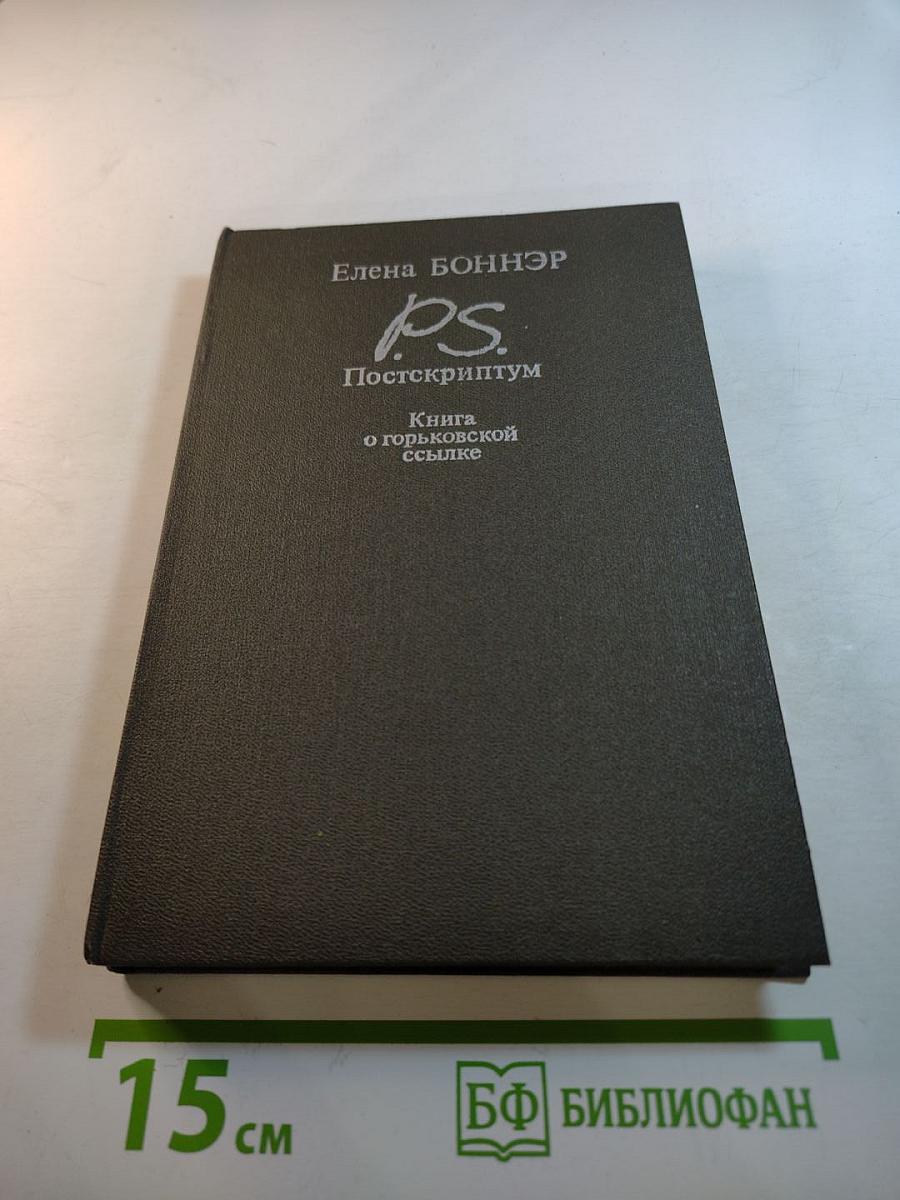 Елена БОННЭР
P.S.
Постскриптум
Книга
о горьковской
ссылке
15 см
БФ БИБЛИОФАН